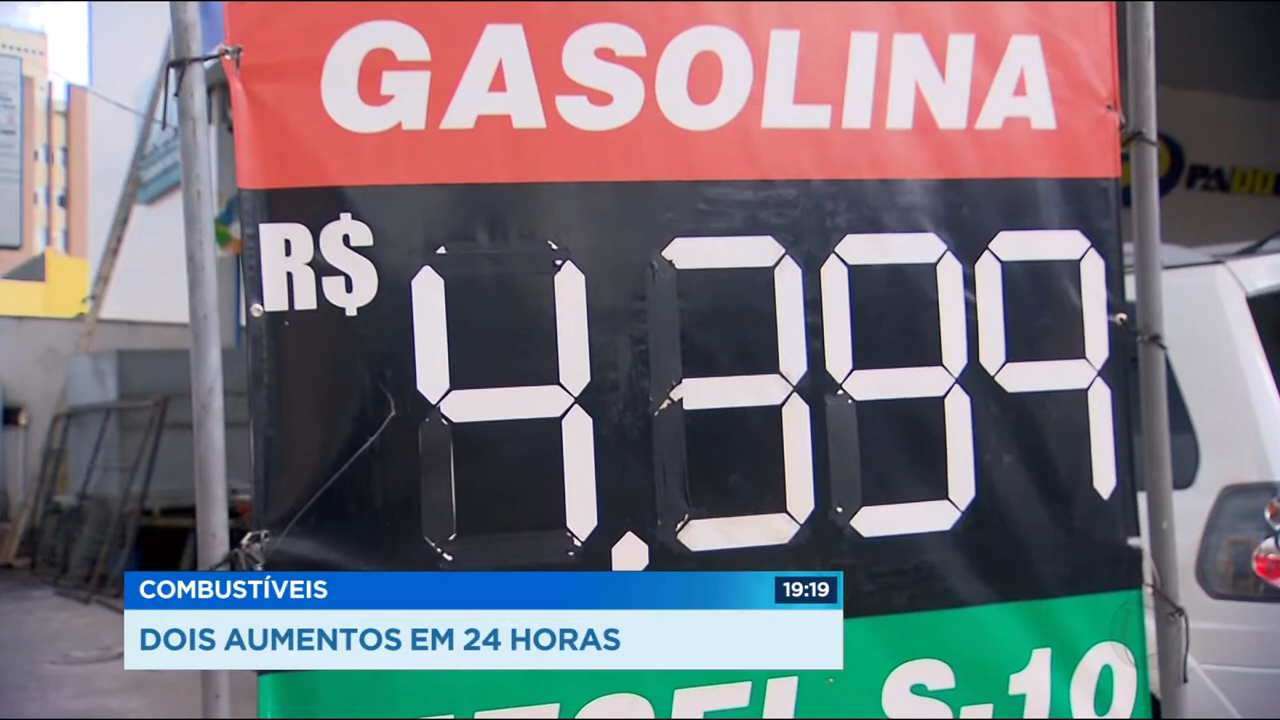 GASOLINA
R$ 4.399
COMBUSTÍVEIS 19:19
DOIS AUMENTOS EM 24 HORAS
S-10